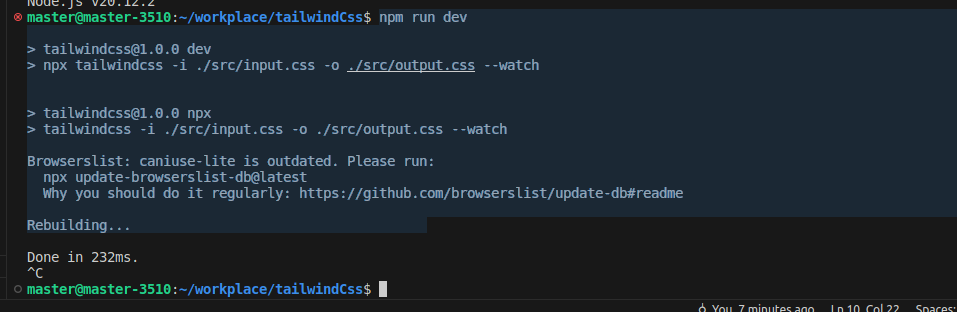 Node.js v20.12.2
master@master-3510:~/workplace/tailwindCss$ npm run dev
> tailwindcss@1.0.0 dev
> npx tailwindcss -i ./src/input.css -o ./src/output.css --watch
> tailwindcss@1.0.0 npx
> tailwindcss -i ./src/input.css -o ./src/output.css --watch
Browserslist: caniuse-lite is outdated. Please run:
  npx update-browserslist-db@latest
  Why you should do it regularly: https://github.com/browserslist/update-db#readme
Rebuilding...
Done in 232ms.
^C
master@master-3510:~/workplace/tailwindCss$
You, 7 minutes ago Ln 10, Col 22 Spaces: